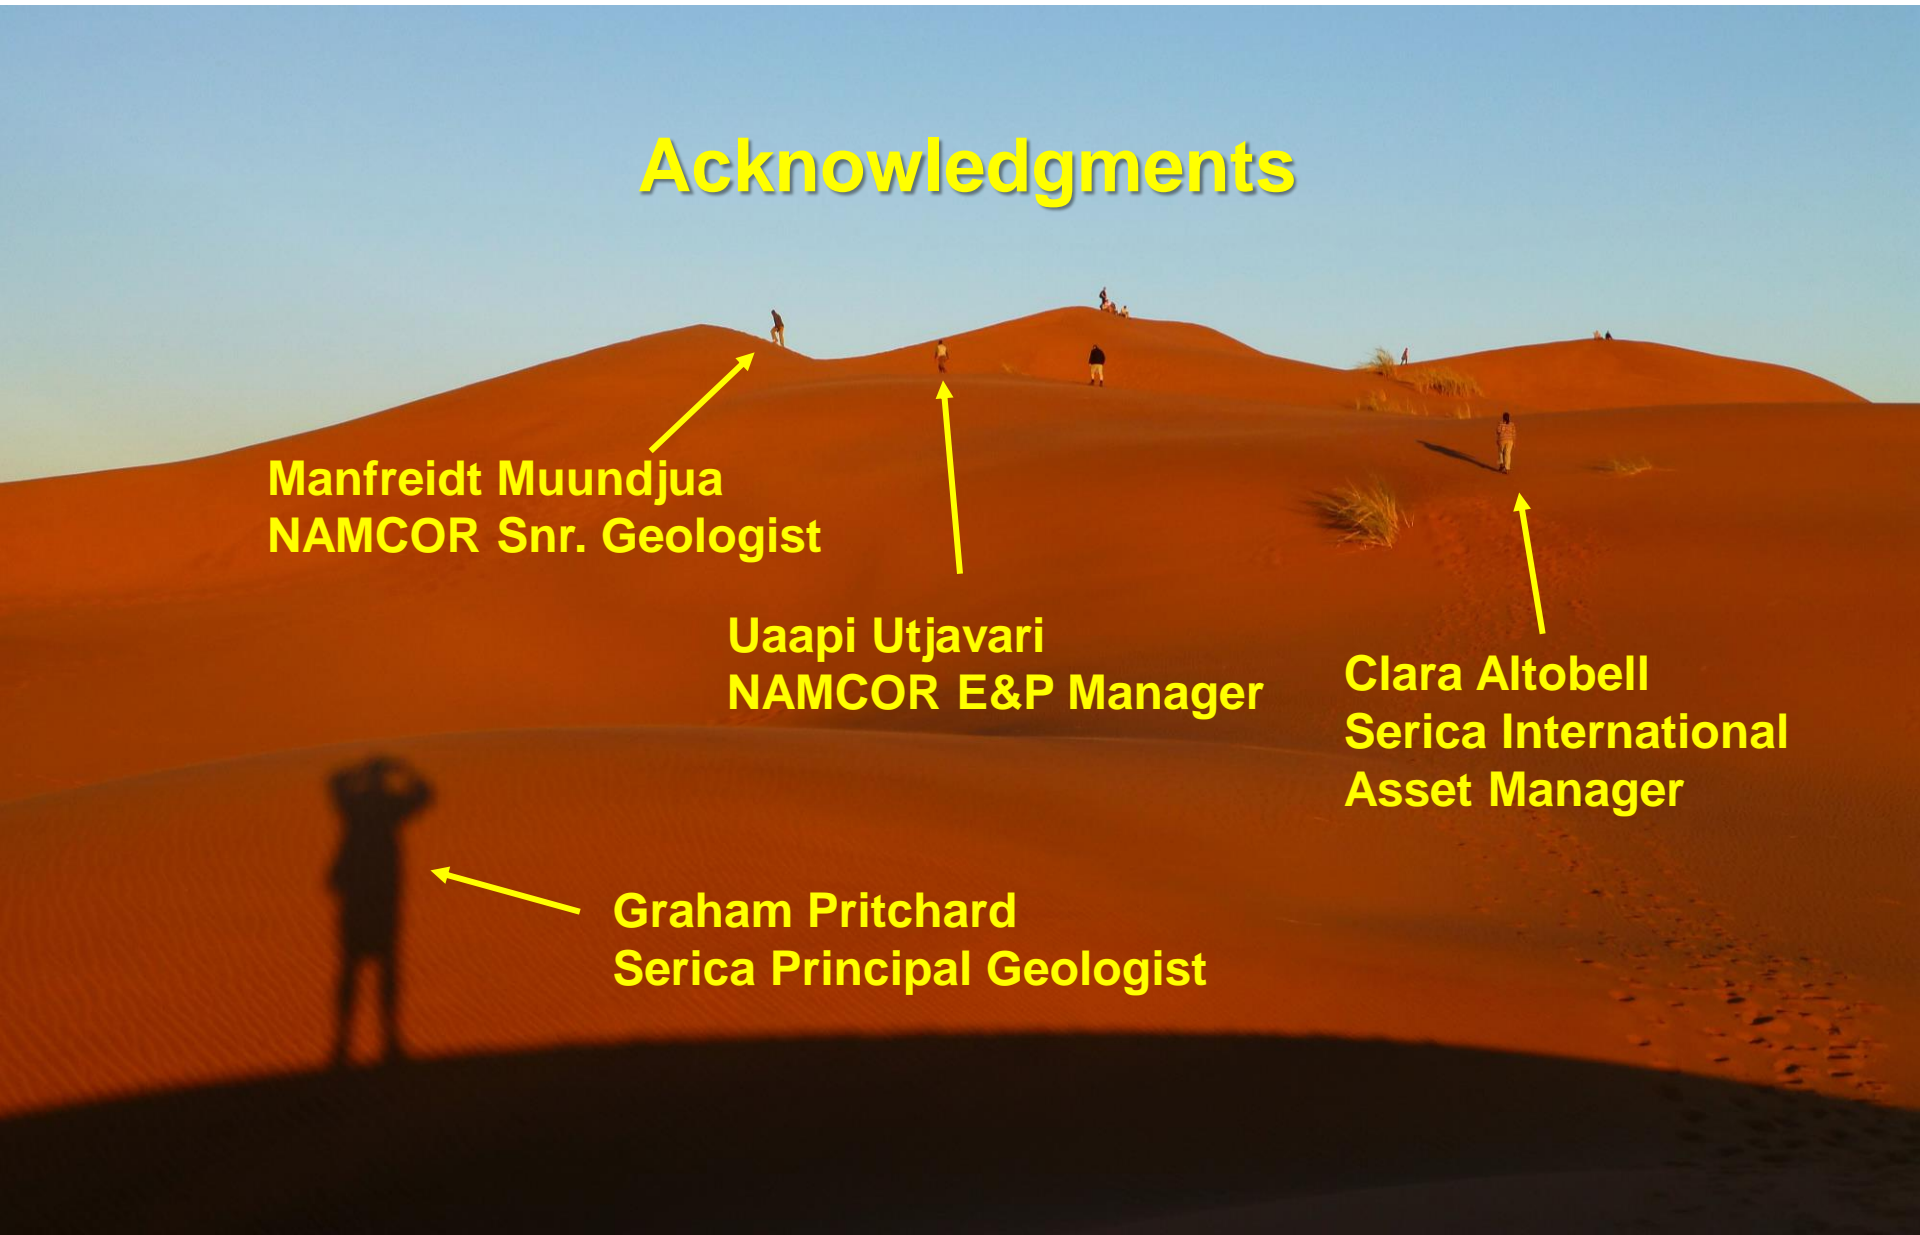 Acknowledgments
Manfreidt Muundjua
NAMCOR Snr. Geologist
Uaapi Utjavari
NAMCOR E&P Manager
Clara Altobell
Serica International
Asset Manager
Graham Pritchard
Serica Principal Geologist